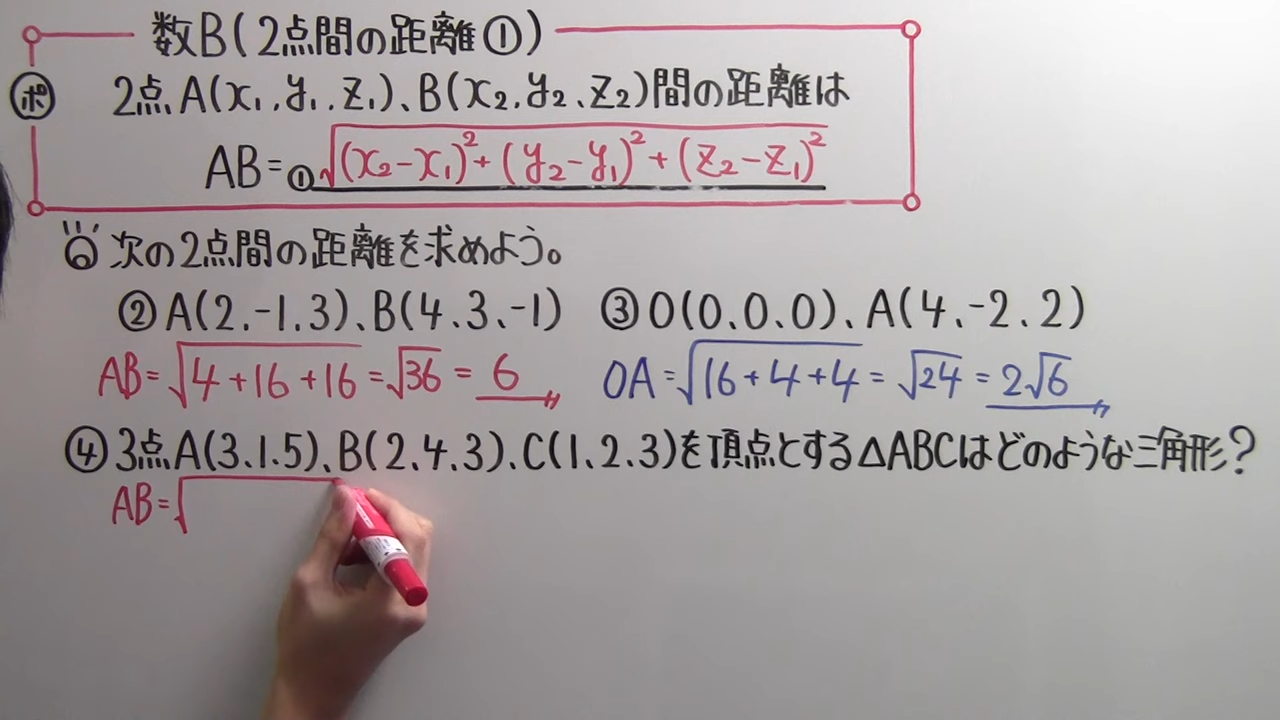 数B(2点間の距離①)
㋭ 2点A(x₁,y₁,z₁)、B(x₂,y₂,z₂)間の距離は
AB=①√(x₂-x₁)²+(y₂-y₁)²+(z₂-z₁)²
次の2点間の距離を求めよう。
②A(2,-1,3)、B(4,3,-1) ③O(0,0,0)、A(4,-2,2)
AB=√4+16+16=√36=6 OA=√16+4+4=√24=2√6
④3点A(3,1,5)、B(2,4,3)、C(1,2,3)を頂点とする△ABCはどのような三角形?
AB=√